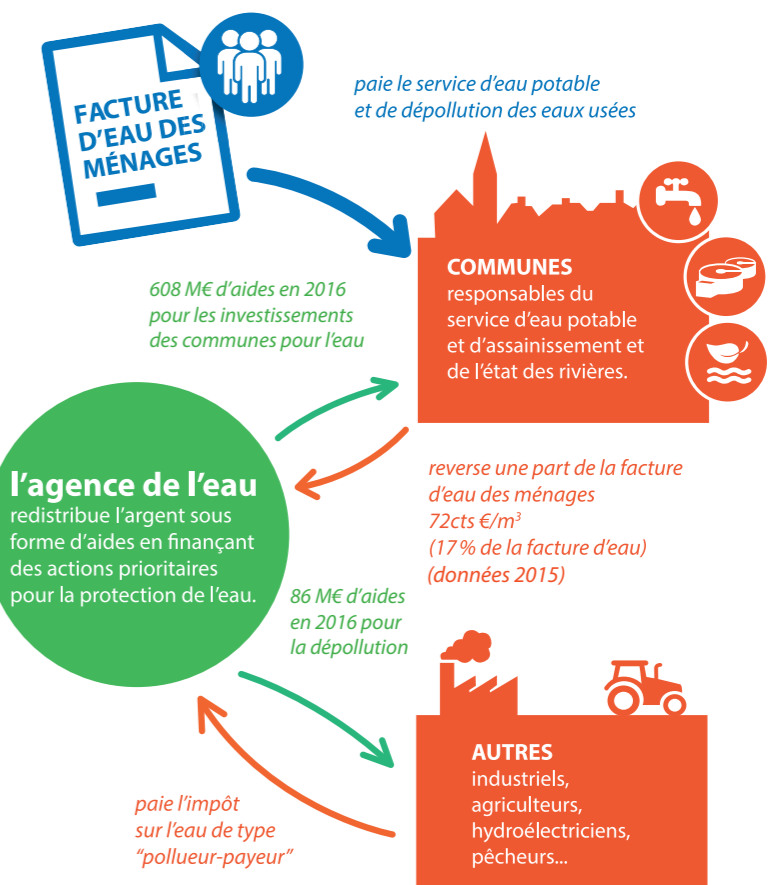 FACTURE
D'EAU DES
MÉNAGES
paie le service d'eau potable
et de dépollution des eaux usées
COMMUNES
responsables du
service d'eau potable
et d'assainissement et
de l'état des rivières.
608 M€ d'aides en 2016
pour les investissements
des communes pour l'eau
l'agence de l'eau
redistribue l'argent sous
forme d'aides en finançant
des actions prioritaires
pour la protection de l'eau.
reverse une part de la facture
d'eau des ménages
72cts €/m³
(17 % de la facture d'eau)
(données 2015)
86 M€ d'aides
en 2016 pour
la dépollution
AUTRES
industriels,
agriculteurs,
hydroélectriciens,
pêcheurs...
paie l'impôt
sur l'eau de type
“pollueur-payeur”